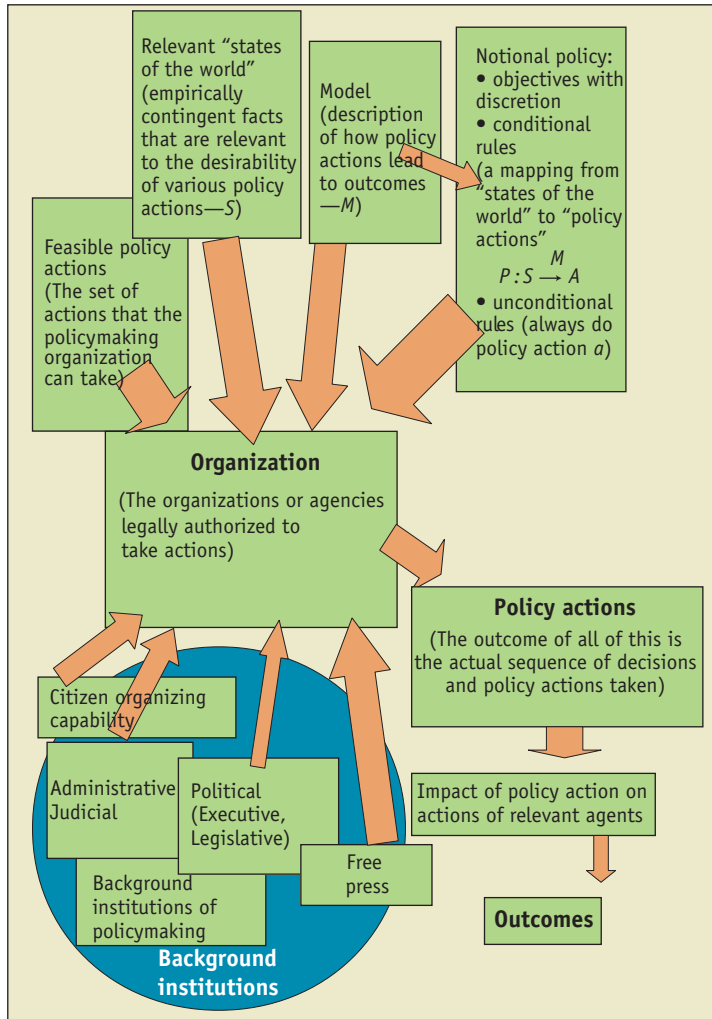 Relevant “states
of the world”
(empirically
contingent facts
that are relevant
to the desirability
of various policy
actions—S)
Model
(description
of how policy
actions lead
to outcomes
—M)
Notional policy:
• objectives with
discretion
• conditional
rules
(a mapping from
“states of the
world” to “policy
actions”
M
P : S → A
• unconditional
rules (always do
policy action a)
Feasible policy
actions
(The set of
actions that the
policymaking
organization
can take)
Organization
(The organizations or agencies
legally authorized to
take actions)
Policy actions
(The outcome of all of this is
the actual sequence of decisions
and policy actions taken)
Citizen organizing
capability
Administrative
Judicial
Political
(Executive,
Legislative)
Free
press
Background
institutions of
policymaking
Background
institutions
Impact of policy action on
actions of relevant agents
Outcomes